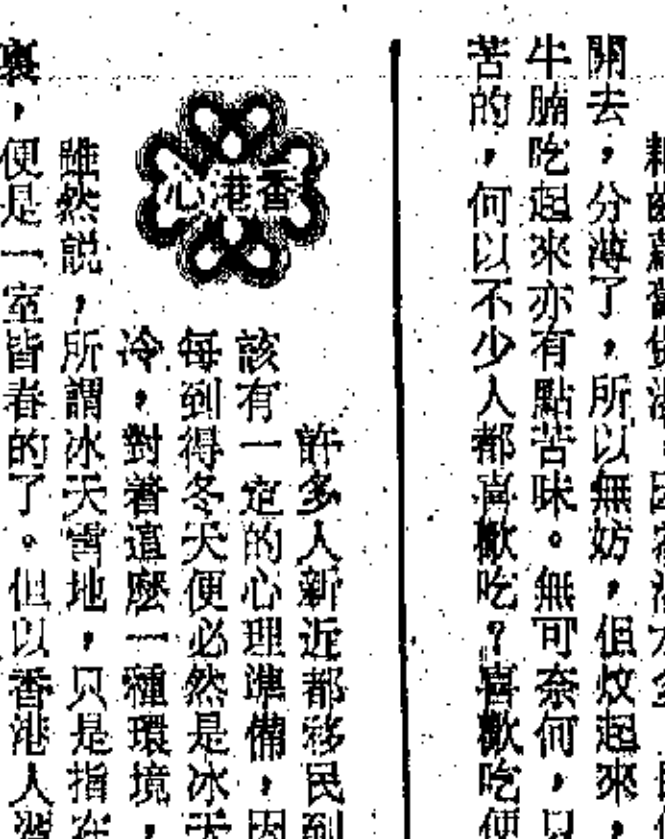 開去，分薄了，所以無妨，但炆起來，
牛腩吃起來亦有點苦味。無可奈何，只
苦的，何以不少人都喜歡吃？喜歡吃便
香港心
許多人新近都移民到
該有一定的心理準備，因
每到得冬天便必然是冰天
冷，對着這麼一種環境，
雖然説，所謂冰天雪地，只是指在
裏，便是一室皆春的了。但以香港人